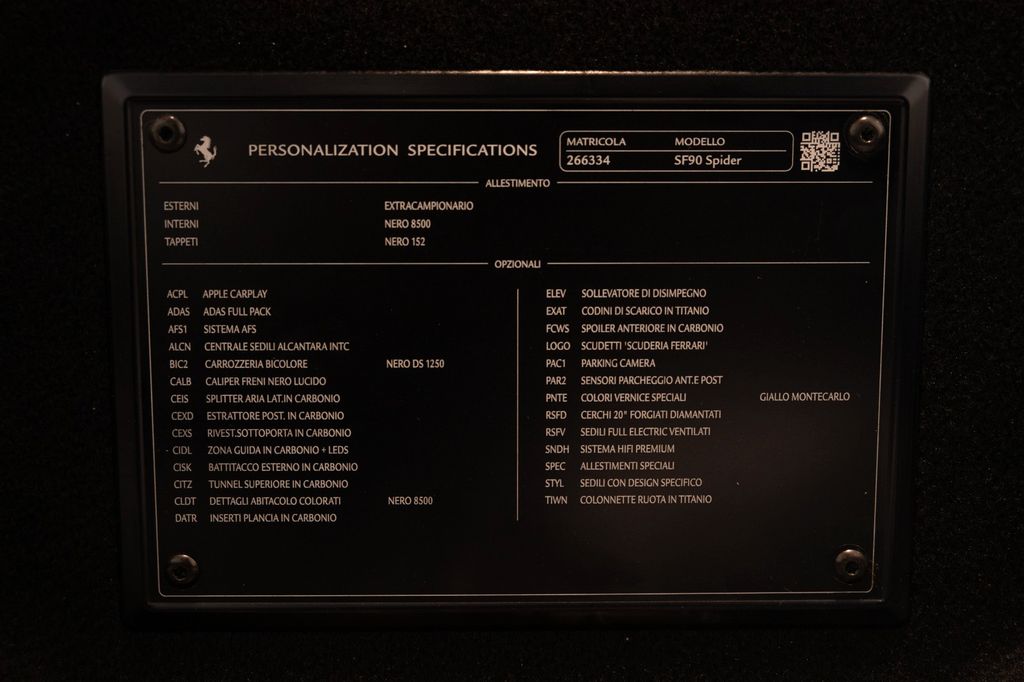 PERSONALIZATION SPECIFICATIONS
MATRICOLA MODELLO
266334 SF90 Spider
ALLESTIMENTO
ESTERNI EXTRACAMPIONARIO
INTERNI NERO 8500
TAPPETI NERO 152
OPZIONALI
ACPL APPLE CARPLAY
ADAS ADAS FULL PACK
AFS1 SISTEMA AFS
ALCN CENTRALE SEDILI ALCANTARA INTC
BIC2 CARROZZERIA BICOLORE NERO DS 1250
CALB CALIPER FRENI NERO LUCIDO
CEIS SPLITTER ARIA LAT.IN CARBONIO
CEXD ESTRATTORE POST. IN CARBONIO
CEXS RIVEST.SOTTOPORTA IN CARBONIO
CIDL ZONA GUIDA IN CARBONIO + LEDS
CISK BATTITACCO ESTERNO IN CARBONIO
CITZ TUNNEL SUPERIORE IN CARBONIO
CLDT DETTAGLI ABITACOLO COLORATI NERO 8500
DATR INSERTI PLANCIA IN CARBONIO
ELEV SOLLEVATORE DI DISIMPEGNO
EXAT CODINI DI SCARICO IN TITANIO
FCWS SPOILER ANTERIORE IN CARBONIO
LOGO SCUDETTI 'SCUDERIA FERRARI'
PAC1 PARKING CAMERA
PAR2 SENSORI PARCHEGGIO ANT.E POST
PNTE COLORI VERNICE SPECIALI GIALLO MONTECARLO
RSFD CERCHI 20" FORGIATI DIAMANTATI
RSFV SEDILI FULL ELECTRIC VENTILATI
SNDH SISTEMA HIFI PREMIUM
SPEC ALLESTIMENTI SPECIALI
STYL SEDILI CON DESIGN SPECIFICO
TIWN COLONNETTE RUOTA IN TITANIO